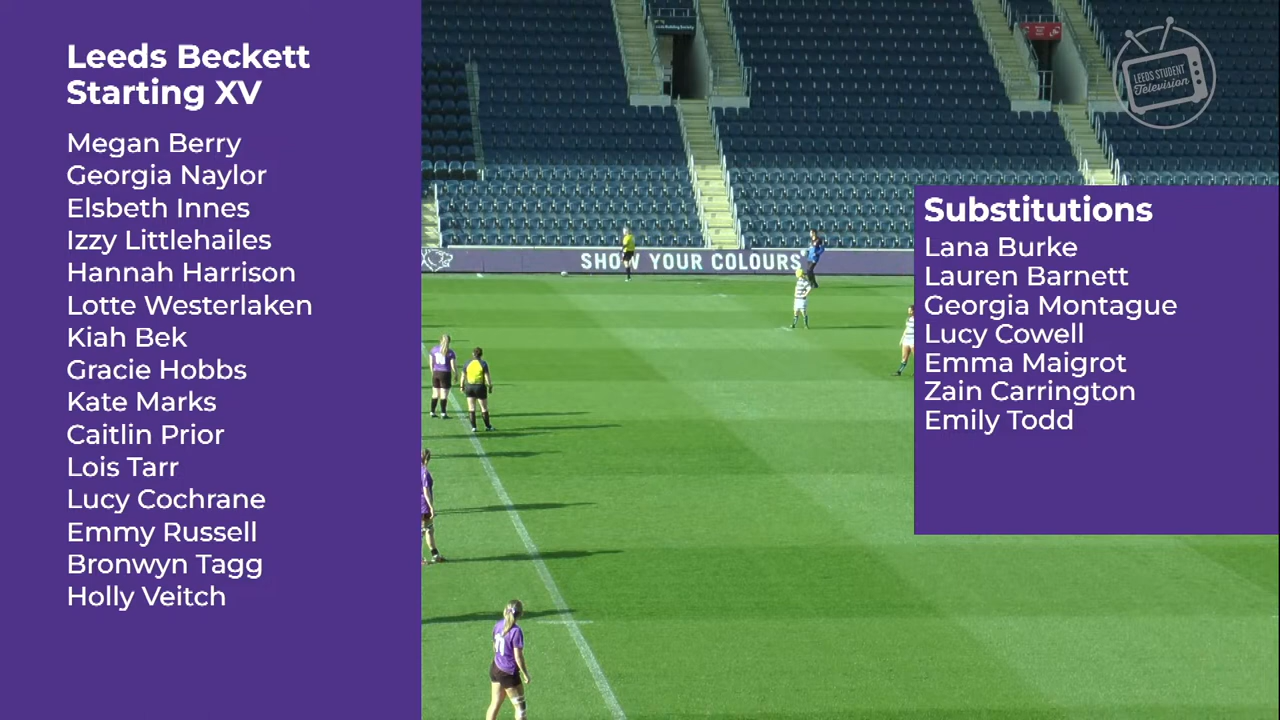 Leeds Beckett
Starting XV
Megan Berry
Georgia Naylor
Elsbeth Innes
Izzy Littlehailes
Hannah Harrison
Lotte Westerlaken
Kiah Bek
Gracie Hobbs
Kate Marks
Caitlin Prior
Lois Tarr
Lucy Cochrane
Emmy Russell
Bronwyn Tagg
Holly Veitch
LEEDS STUDENT
Television
SHOW YOUR COLOURS
Substitutions
Lana Burke
Lauren Barnett
Georgia Montague
Lucy Cowell
Emma Maigrot
Zain Carrington
Emily Todd